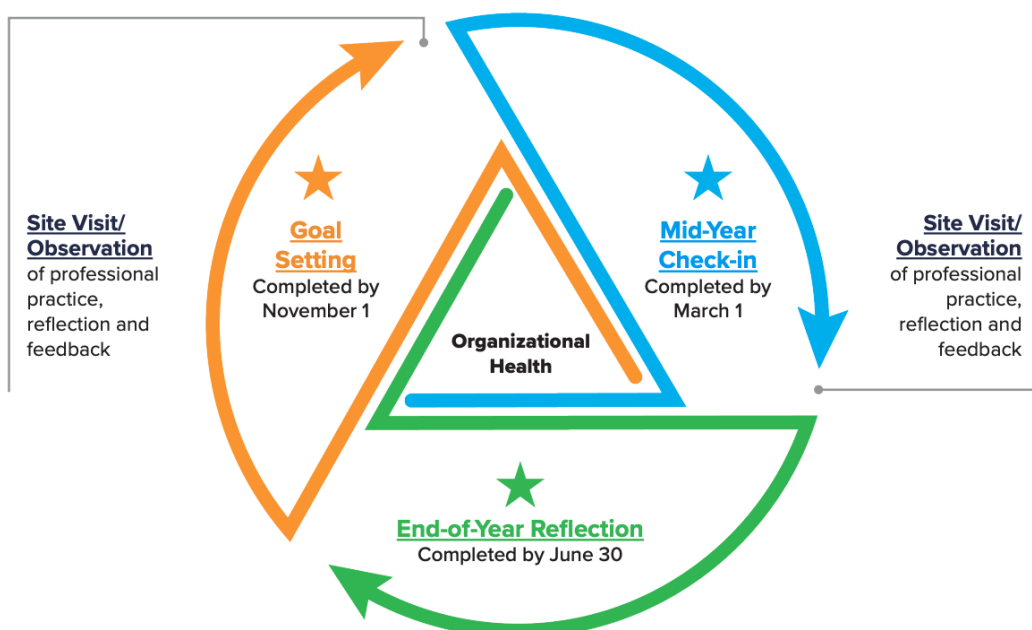 Site Visit/
Observation
of professional
practice,
reflection and
feedback
Goal
Setting
Completed by
November 1
Mid-Year
Check-in
Completed by
March 1
Site Visit/
Observation
of professional
practice,
reflection and
feedback
Organizational
Health
End-of-Year Reflection
Completed by June 30